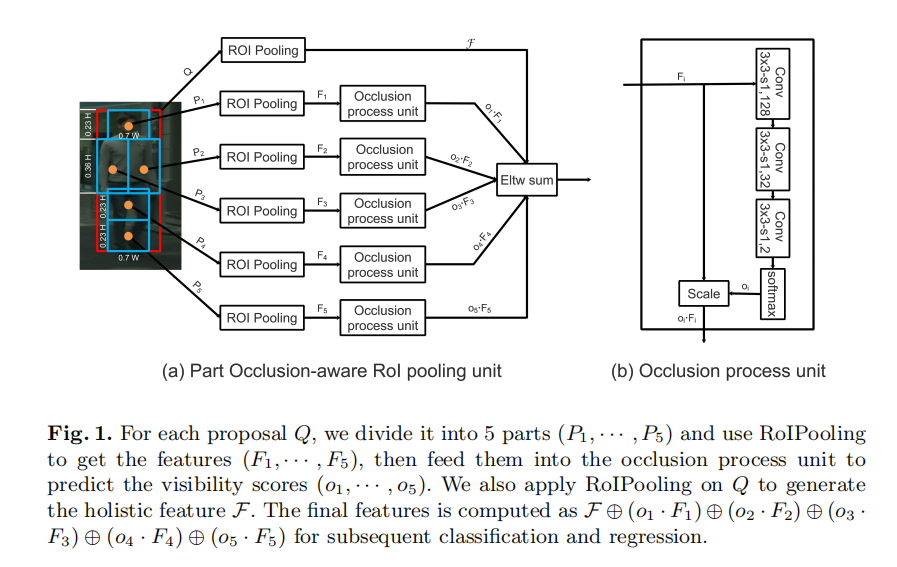 ROI Pooling
ℱ
Q
P₁
ROI Pooling
F₁
Occlusion
process unit
o₁·F₁
P₂
ROI Pooling
F₂
Occlusion
process unit
o₂·F₂
P₃
ROI Pooling
F₃
Occlusion
process unit
o₃·F₃
P₄
ROI Pooling
F₄
Occlusion
process unit
o₄·F₄
P₅
ROI Pooling
F₅
Occlusion
process unit
o₅·F₅
Eltw sum
0.23 H
0.7 W
0.36 H
0.23 H
0.23 H
0.7 W
(a) Part Occlusion-aware RoI pooling unit
Fᵢ
Conv
3x3-s1,128
Conv
3x3-s1,32
Conv
3x3-s1,2
softmax
oᵢ
Scale
oᵢ·Fᵢ
(b) Occlusion process unit
Fig. 1. For each proposal Q, we divide it into 5 parts (P₁, ⋯ , P₅) and use RoIPooling
to get the features (F₁, ⋯ , F₅), then feed them into the occlusion process unit to
predict the visibility scores (o₁, ⋯ , o₅). We also apply RoIPooling on Q to generate
the holistic feature ℱ. The final features is computed as ℱ ⊕ (o₁ · F₁) ⊕ (o₂ · F₂) ⊕ (o₃ ·
F₃) ⊕ (o₄ · F₄) ⊕ (o₅ · F₅) for subsequent classification and regression.